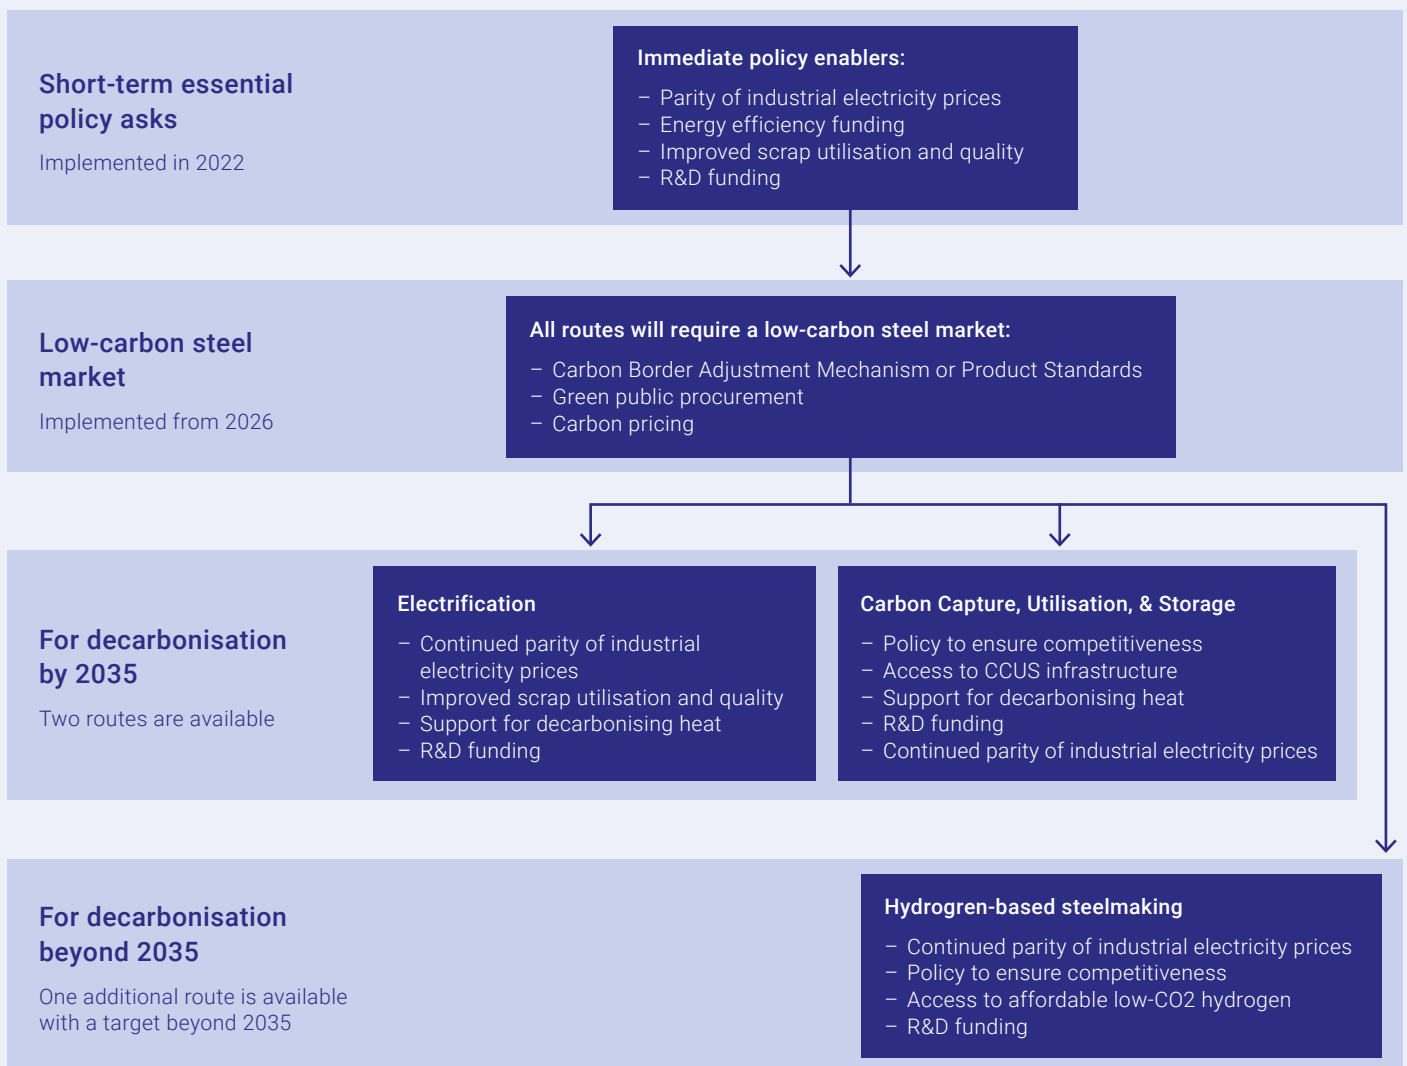 Short-term essential
policy asks
Implemented in 2022
Immediate policy enablers:
– Parity of industrial electricity prices
– Energy efficiency funding
– Improved scrap utilisation and quality
– R&D funding
Low-carbon steel
market
Implemented from 2026
All routes will require a low-carbon steel market:
– Carbon Border Adjustment Mechanism or Product Standards
– Green public procurement
– Carbon pricing
For decarbonisation
by 2035
Two routes are available
Electrification
– Continued parity of industrial
electricity prices
– Improved scrap utilisation and quality
– Support for decarbonising heat
– R&D funding
Carbon Capture, Utilisation, & Storage
– Policy to ensure competitiveness
– Access to CCUS infrastructure
– Support for decarbonising heat
– R&D funding
– Continued parity of industrial electricity prices
For decarbonisation
beyond 2035
One additional route is available
with a target beyond 2035
Hydrogren-based steelmaking
– Continued parity of industrial electricity prices
– Policy to ensure competitiveness
– Access to affordable low-CO2 hydrogen
– R&D funding